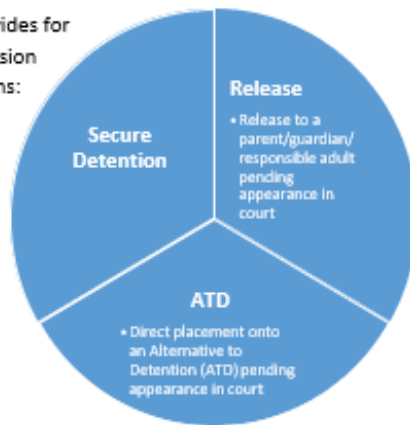 ides for
sion
ns:
Secure
Detention
Release
• Release to a
parent/guardian/
responsible adult
pending
appearance in
court
ATD
• Direct placement onto
an Alternative to
Detention (ATD) pending
appearance in court